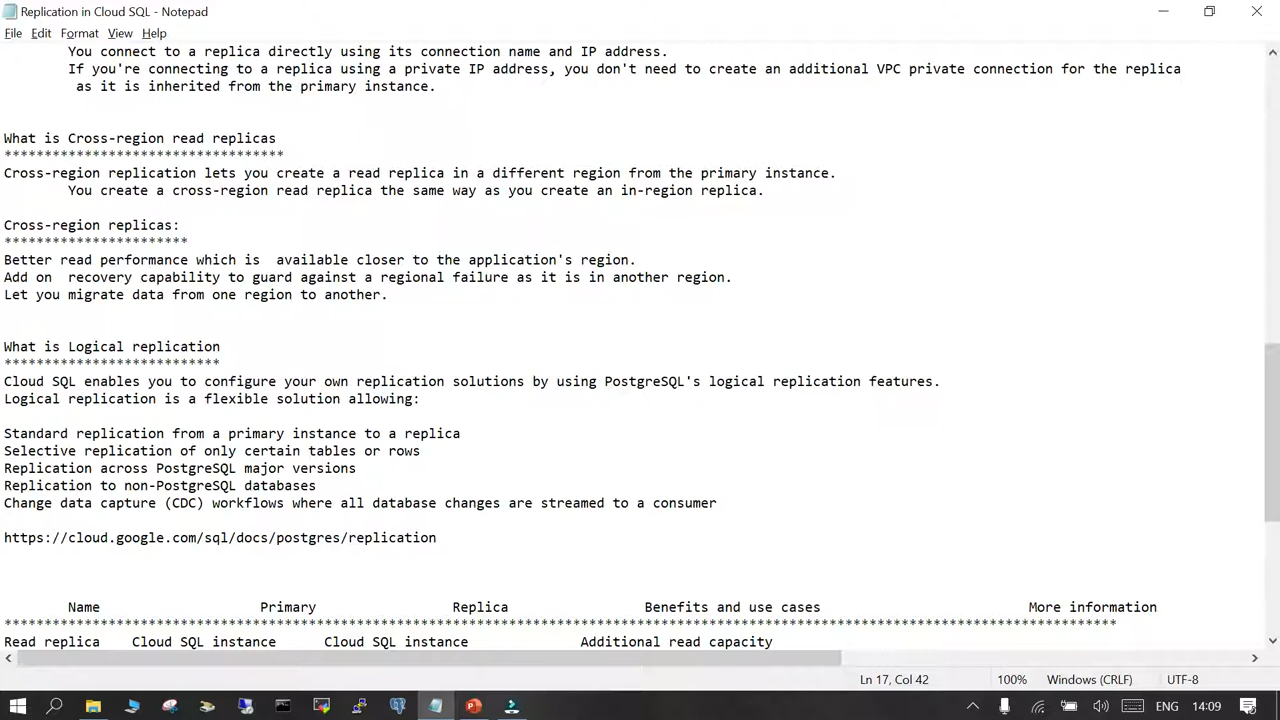 Replication in Cloud SQL - Notepad
File Edit Format View Help
You connect to a replica directly using its connection name and IP address.
If you're connecting to a replica using a private IP address, you don't need to create an additional VPC private connection for the replica
as it is inherited from the primary instance.
What is Cross-region read replicas
***********************************
Cross-region replication lets you create a read replica in a different region from the primary instance.
You create a cross-region read replica the same way as you create an in-region replica.
Cross-region replicas:
***********************
Better read performance which is  available closer to the application's region.
Add on  recovery capability to guard against a regional failure as it is in another region.
Let you migrate data from one region to another.
What is Logical replication
***************************
Cloud SQL enables you to configure your own replication solutions by using PostgreSQL's logical replication features.
Logical replication is a flexible solution allowing:
Standard replication from a primary instance to a replica
Selective replication of only certain tables or rows
Replication across PostgreSQL major versions
Replication to non-PostgreSQL databases
Change data capture (CDC) workflows where all database changes are streamed to a consumer
https://cloud.google.com/sql/docs/postgres/replication
Name Primary Replica Benefits and use cases More information
*******************************************************************************************************************************************
Read replica Cloud SQL instance Cloud SQL instance Additional read capacity
Ln 17, Col 42 100% Windows (CRLF) UTF-8
ENG 14:09